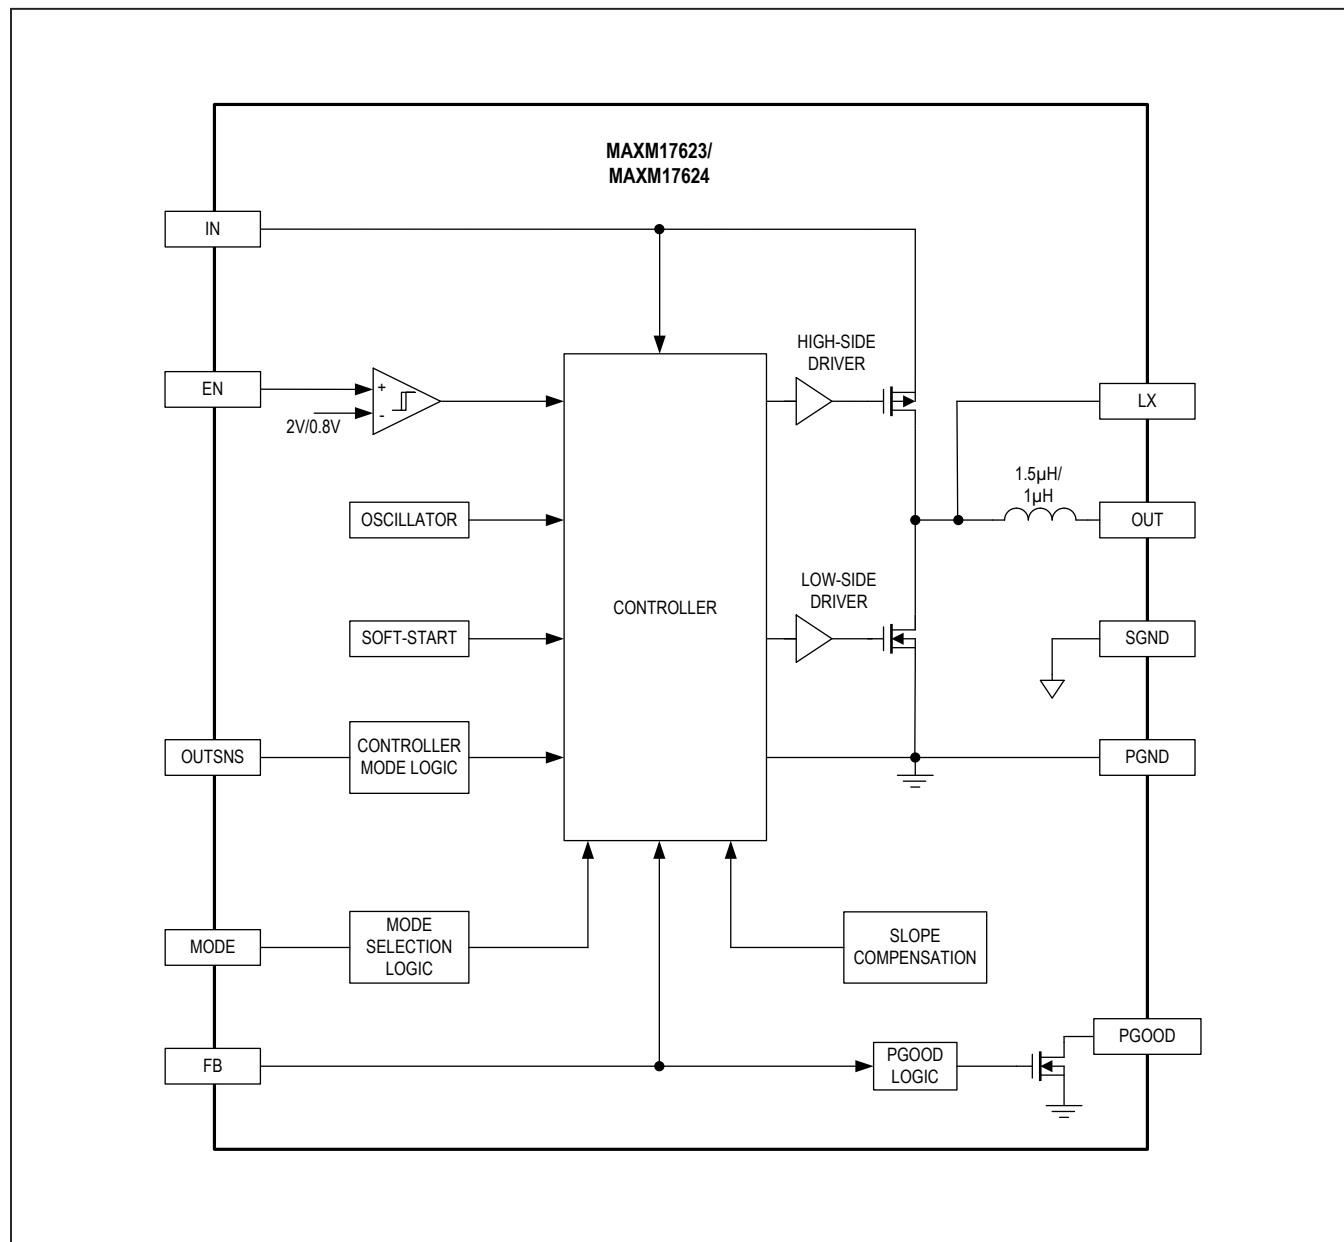 MAXM17623/
MAXM17624
IN
HIGH-SIDE
DRIVER
EN
+
-
2V/0.8V
LX
1.5µH/
1µH
OSCILLATOR
OUT
LOW-SIDE
DRIVER
CONTROLLER
SOFT-START
SGND
OUTSNS
CONTROLLER
MODE LOGIC
PGND
MODE
MODE
SELECTION
LOGIC
SLOPE
COMPENSATION
PGOOD
FB
PGOOD
LOGIC